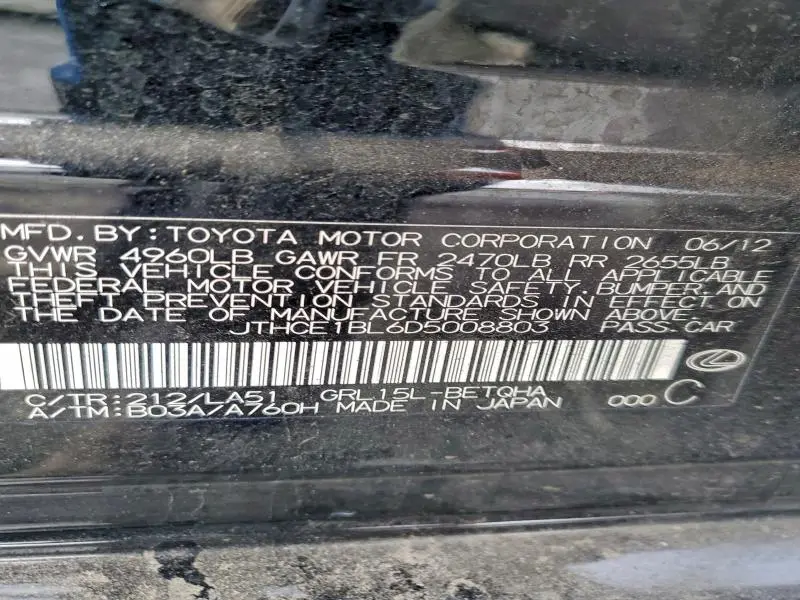 MFD. BY: TOYOTA MOTOR CORPORATION 06/12
GVWR 4960LB GAWR FR 2470LB RR 2655LB
THIS VEHICLE CONFORMS TO ALL APPLICABLE
FEDERAL MOTOR VEHICLE SAFETY, BUMPER, AND
THEFT PREVENTION STANDARDS IN EFFECT ON
THE DATE OF MANUFACTURE SHOWN ABOVE.
JTHCE1BL6D5008803 PASS. CAR
C/TR: 212/LA51 GRL15L-BETQHA
A/TM: B03A/A760H MADE IN JAPAN 000 C